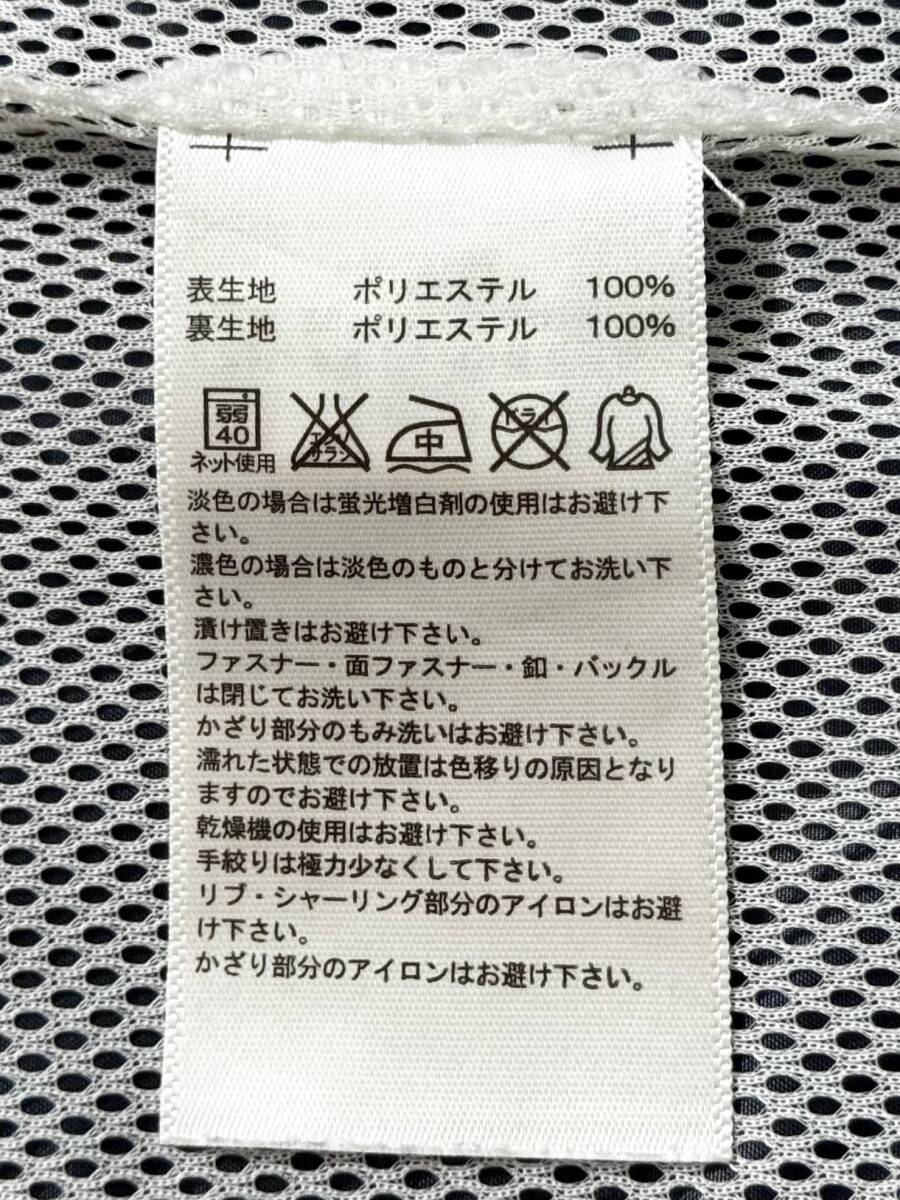 表生地 ポリエステル 100%
裏生地 ポリエステル 100%
弱
40
ネット使用
エンソ
サラシ
中
ドライ
淡色の場合は蛍光増白剤の使用はお避け下
さい。
濃色の場合は淡色のものと分けてお洗い下
さい。
漬け置きはお避け下さい。
ファスナー・面ファスナー・釦・バックル
は閉じてお洗い下さい。
かざり部分のもみ洗いはお避け下さい。
濡れた状態での放置は色移りの原因となり
ますのでお避け下さい。
乾燥機の使用はお避け下さい。
手絞りは極力少なくして下さい。
リブ・シャーリング部分のアイロンはお避
け下さい。
かざり部分のアイロンはお避け下さい。